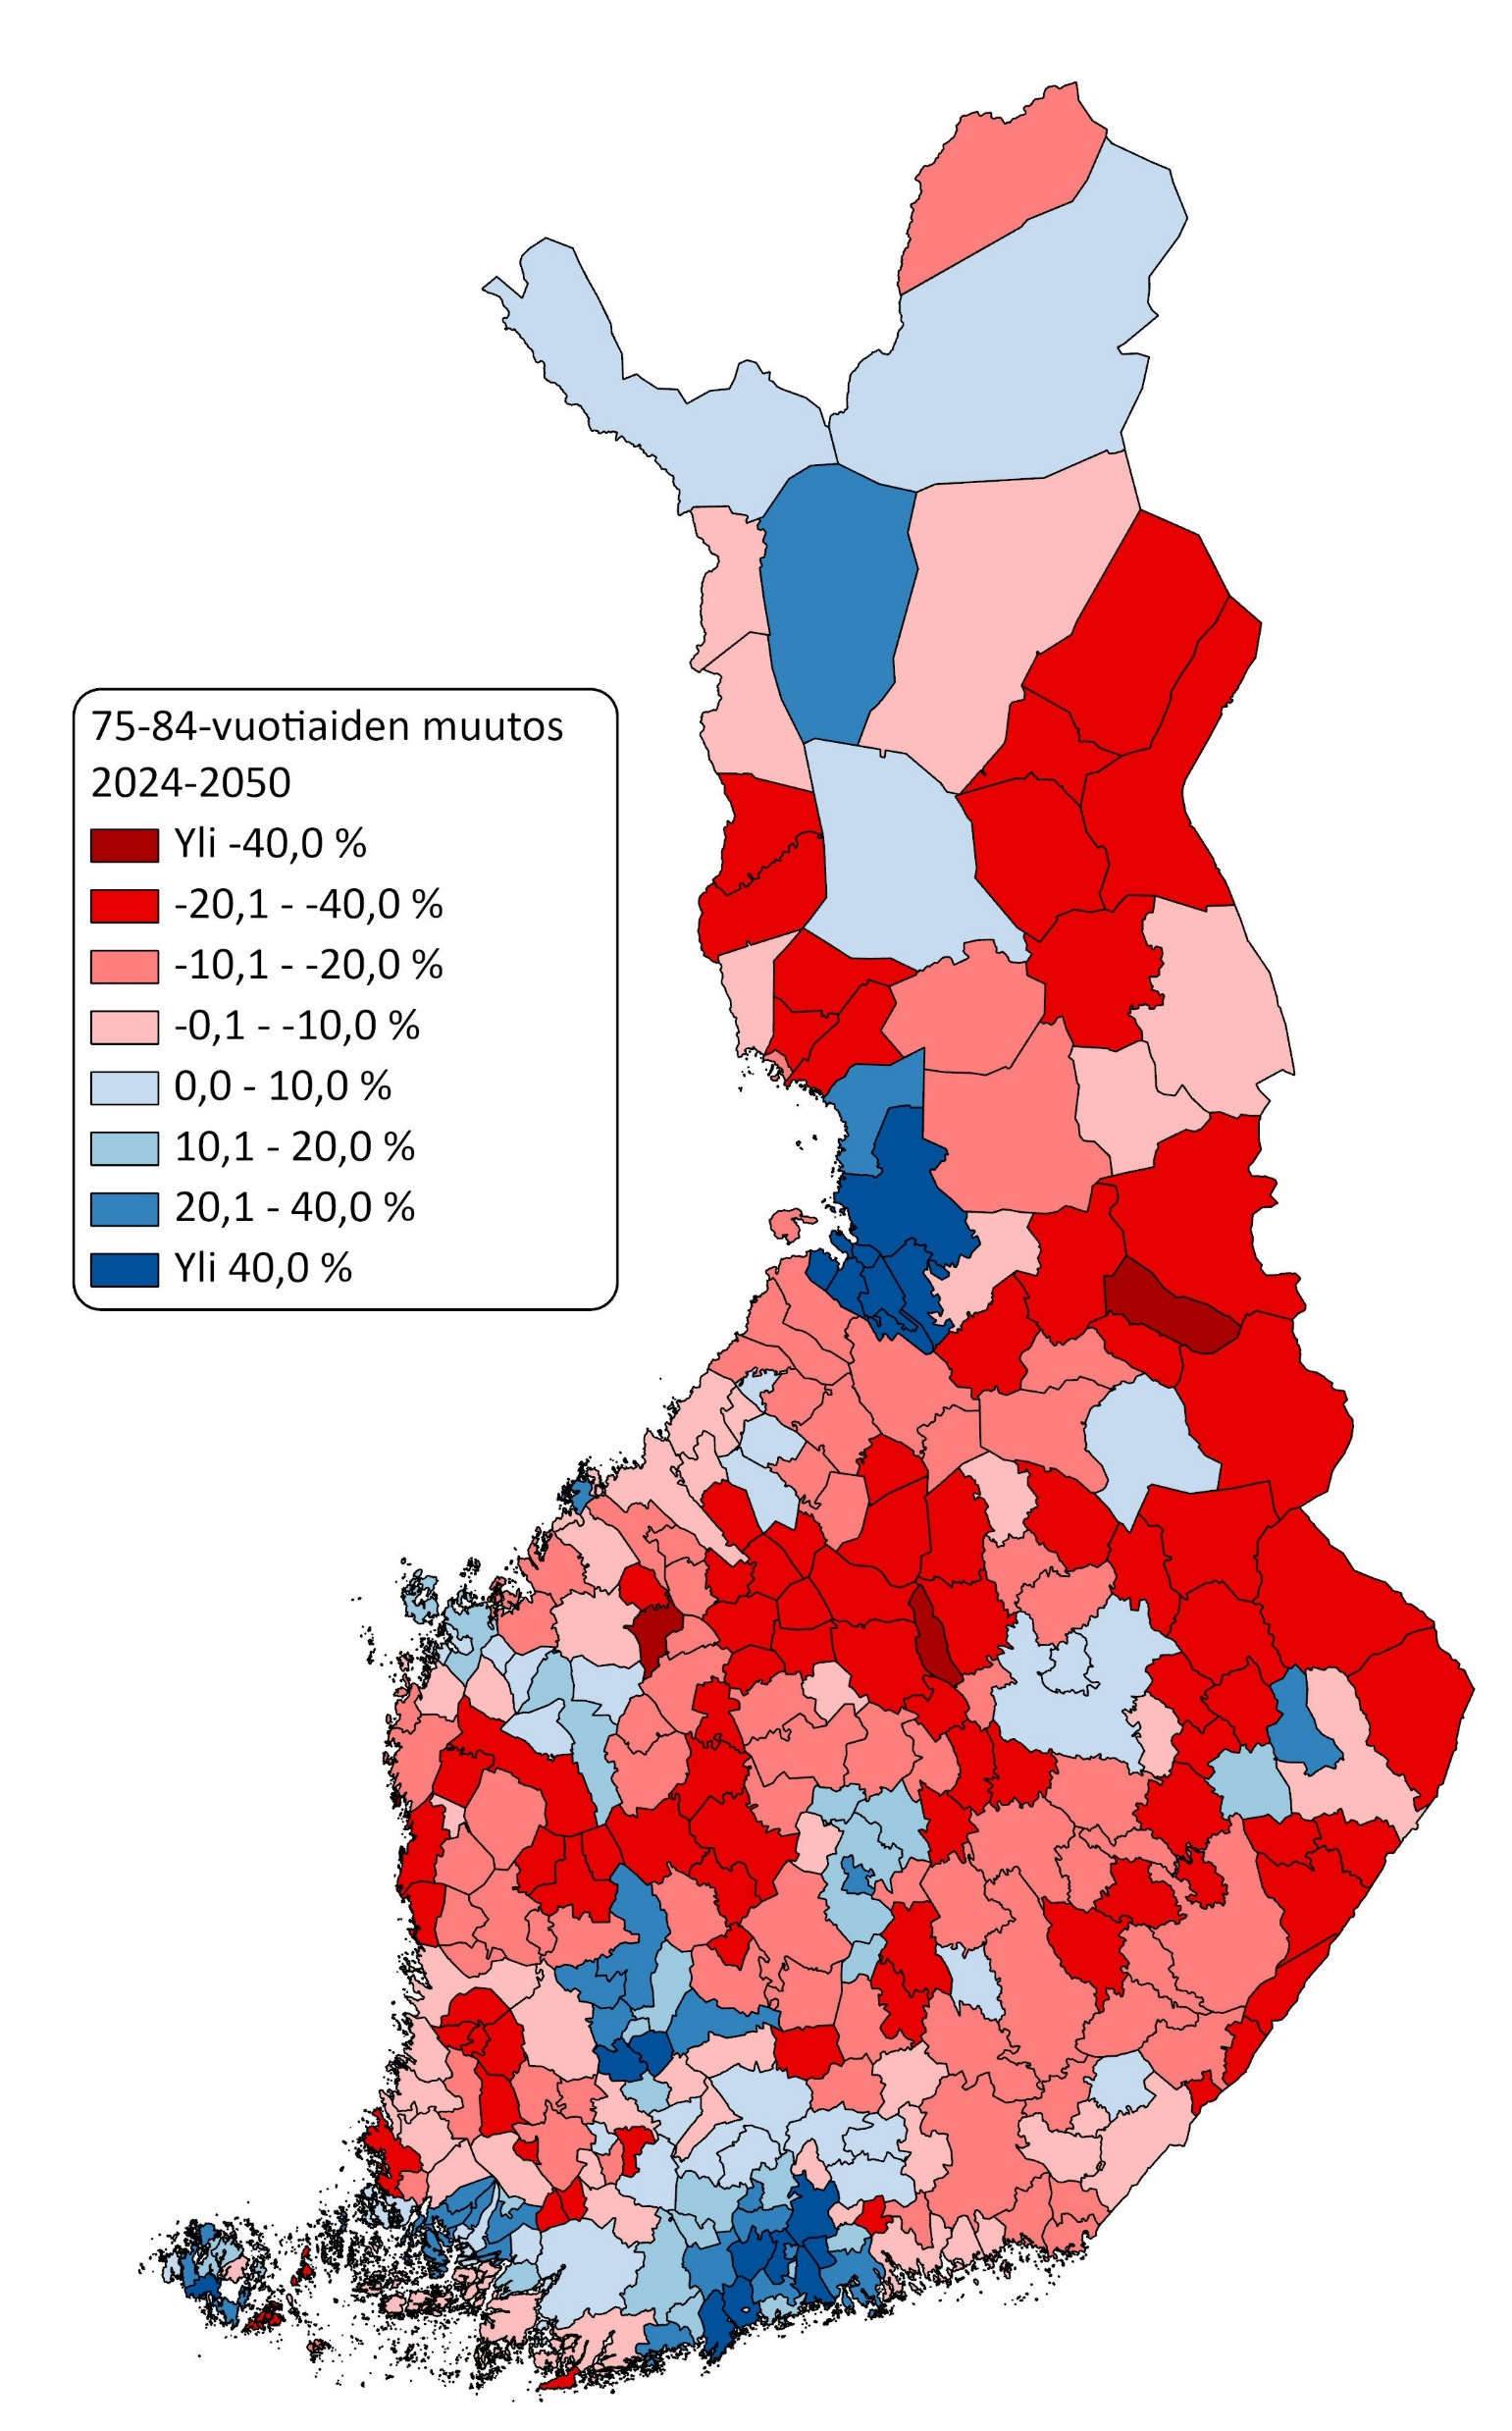 75-84-vuotiaiden muutos
2024-2050
Yli -40,0 %
-20,1 - -40,0 %
-10,1 - -20,0 %
-0,1 - -10,0 %
0,0 - 10,0 %
10,1 - 20,0 %
20,1 - 40,0 %
Yli 40,0 %